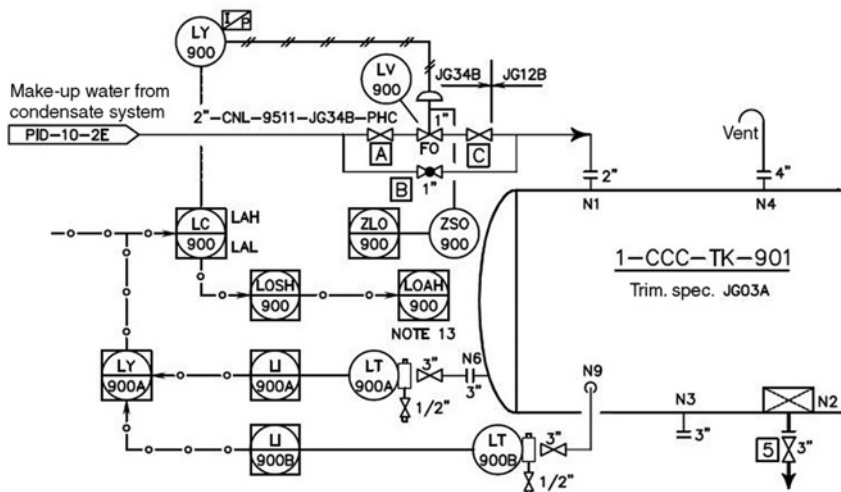 LY
900
I/P
LV
900
JG34B
JG12B
Make-up water from
condensate system
PID-10-2E
2"-CNL-9511-JG34B-PHC
1"
FO
A
C
B
1"
Vent
2"
4"
N1
N4
LC
900
LAH
LAL
ZLO
900
ZSO
900
1-CCC-TK-901
Trim. spec. JG03A
LOSH
900
LOAH
900
NOTE 13
LY
900A
LI
900A
LT
900A
3"
N6
3"
1/2"
N9
N3
3"
N2
5
3"
LI
900B
LT
900B
3"
1/2"